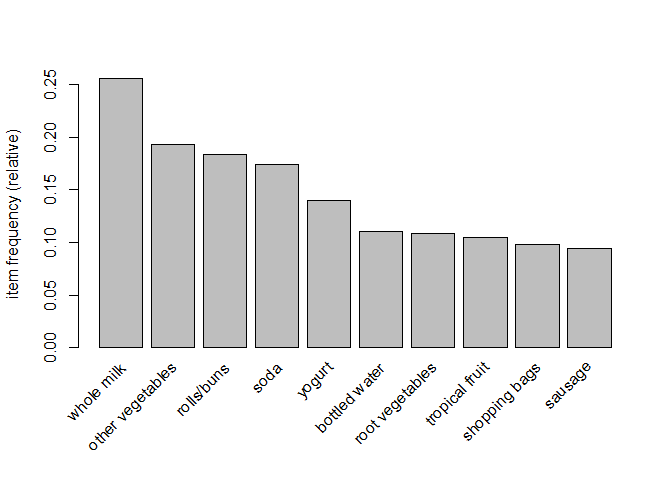 item frequency (relative)
0.25
0.20
0.15
0.10
0.05
0.00
whole milk
other vegetables
rolls/buns
soda
yogurt
bottled water
root vegetables
tropical fruit
shopping bags
sausage